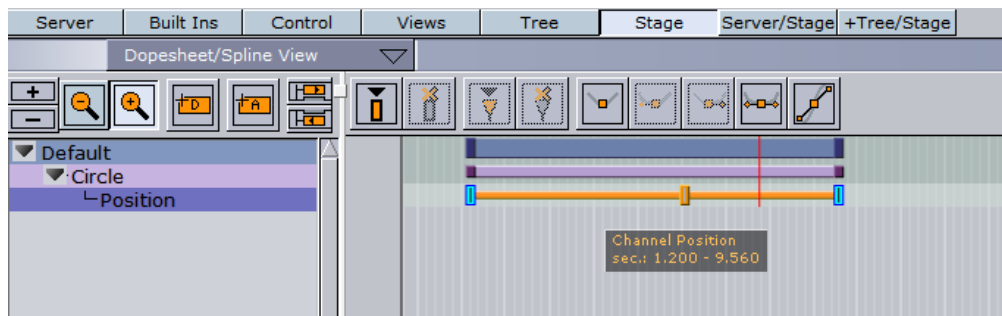 Server Built Ins Control Views Tree Stage Server/Stage +Tree/Stage
Dopesheet/Spline View
+
−
+D
+A
Default
Circle
Position
Channel Position
sec.: 1.200 - 9.560